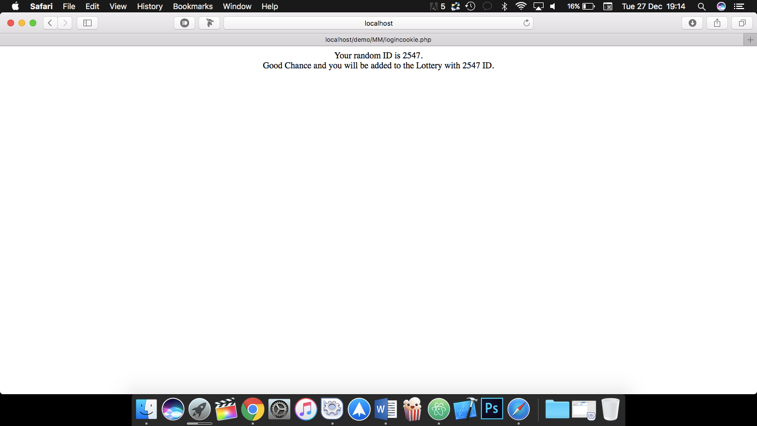 Safari File Edit View History Bookmarks Window Help 5 16% Tue 27 Dec 19:14
localhost
localhost/demo/MM/logincookie.php
Your random ID is 2547.
Good Chance and you will be added to the Lottery with 2547 ID.
W Ps